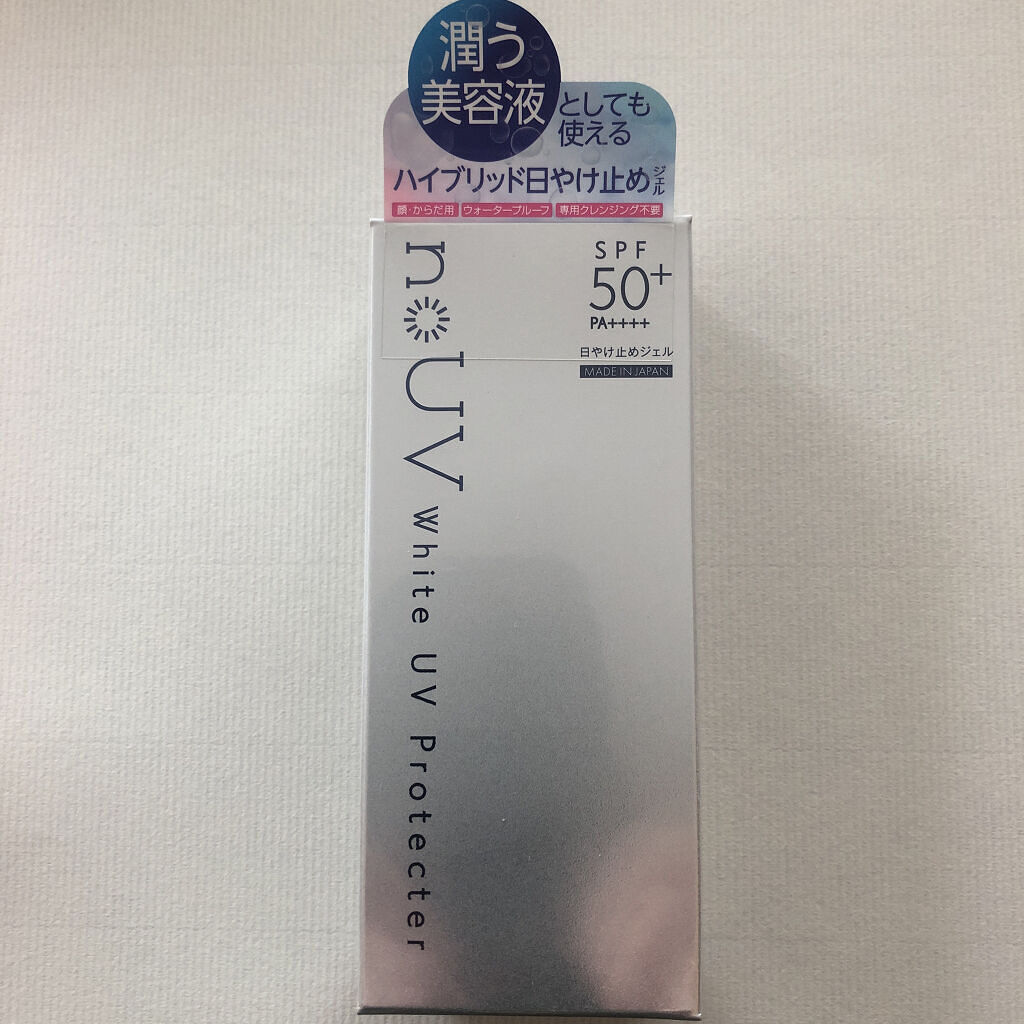 潤う
美容液
としても
使える
ハイブリッド日やけ止めジェル
顔・からだ用 ウォータープルーフ 専用クレンジング不要
noUV White UV Protecter
SPF
50+
PA++++
日やけ止めジェル
MADE IN JAPAN